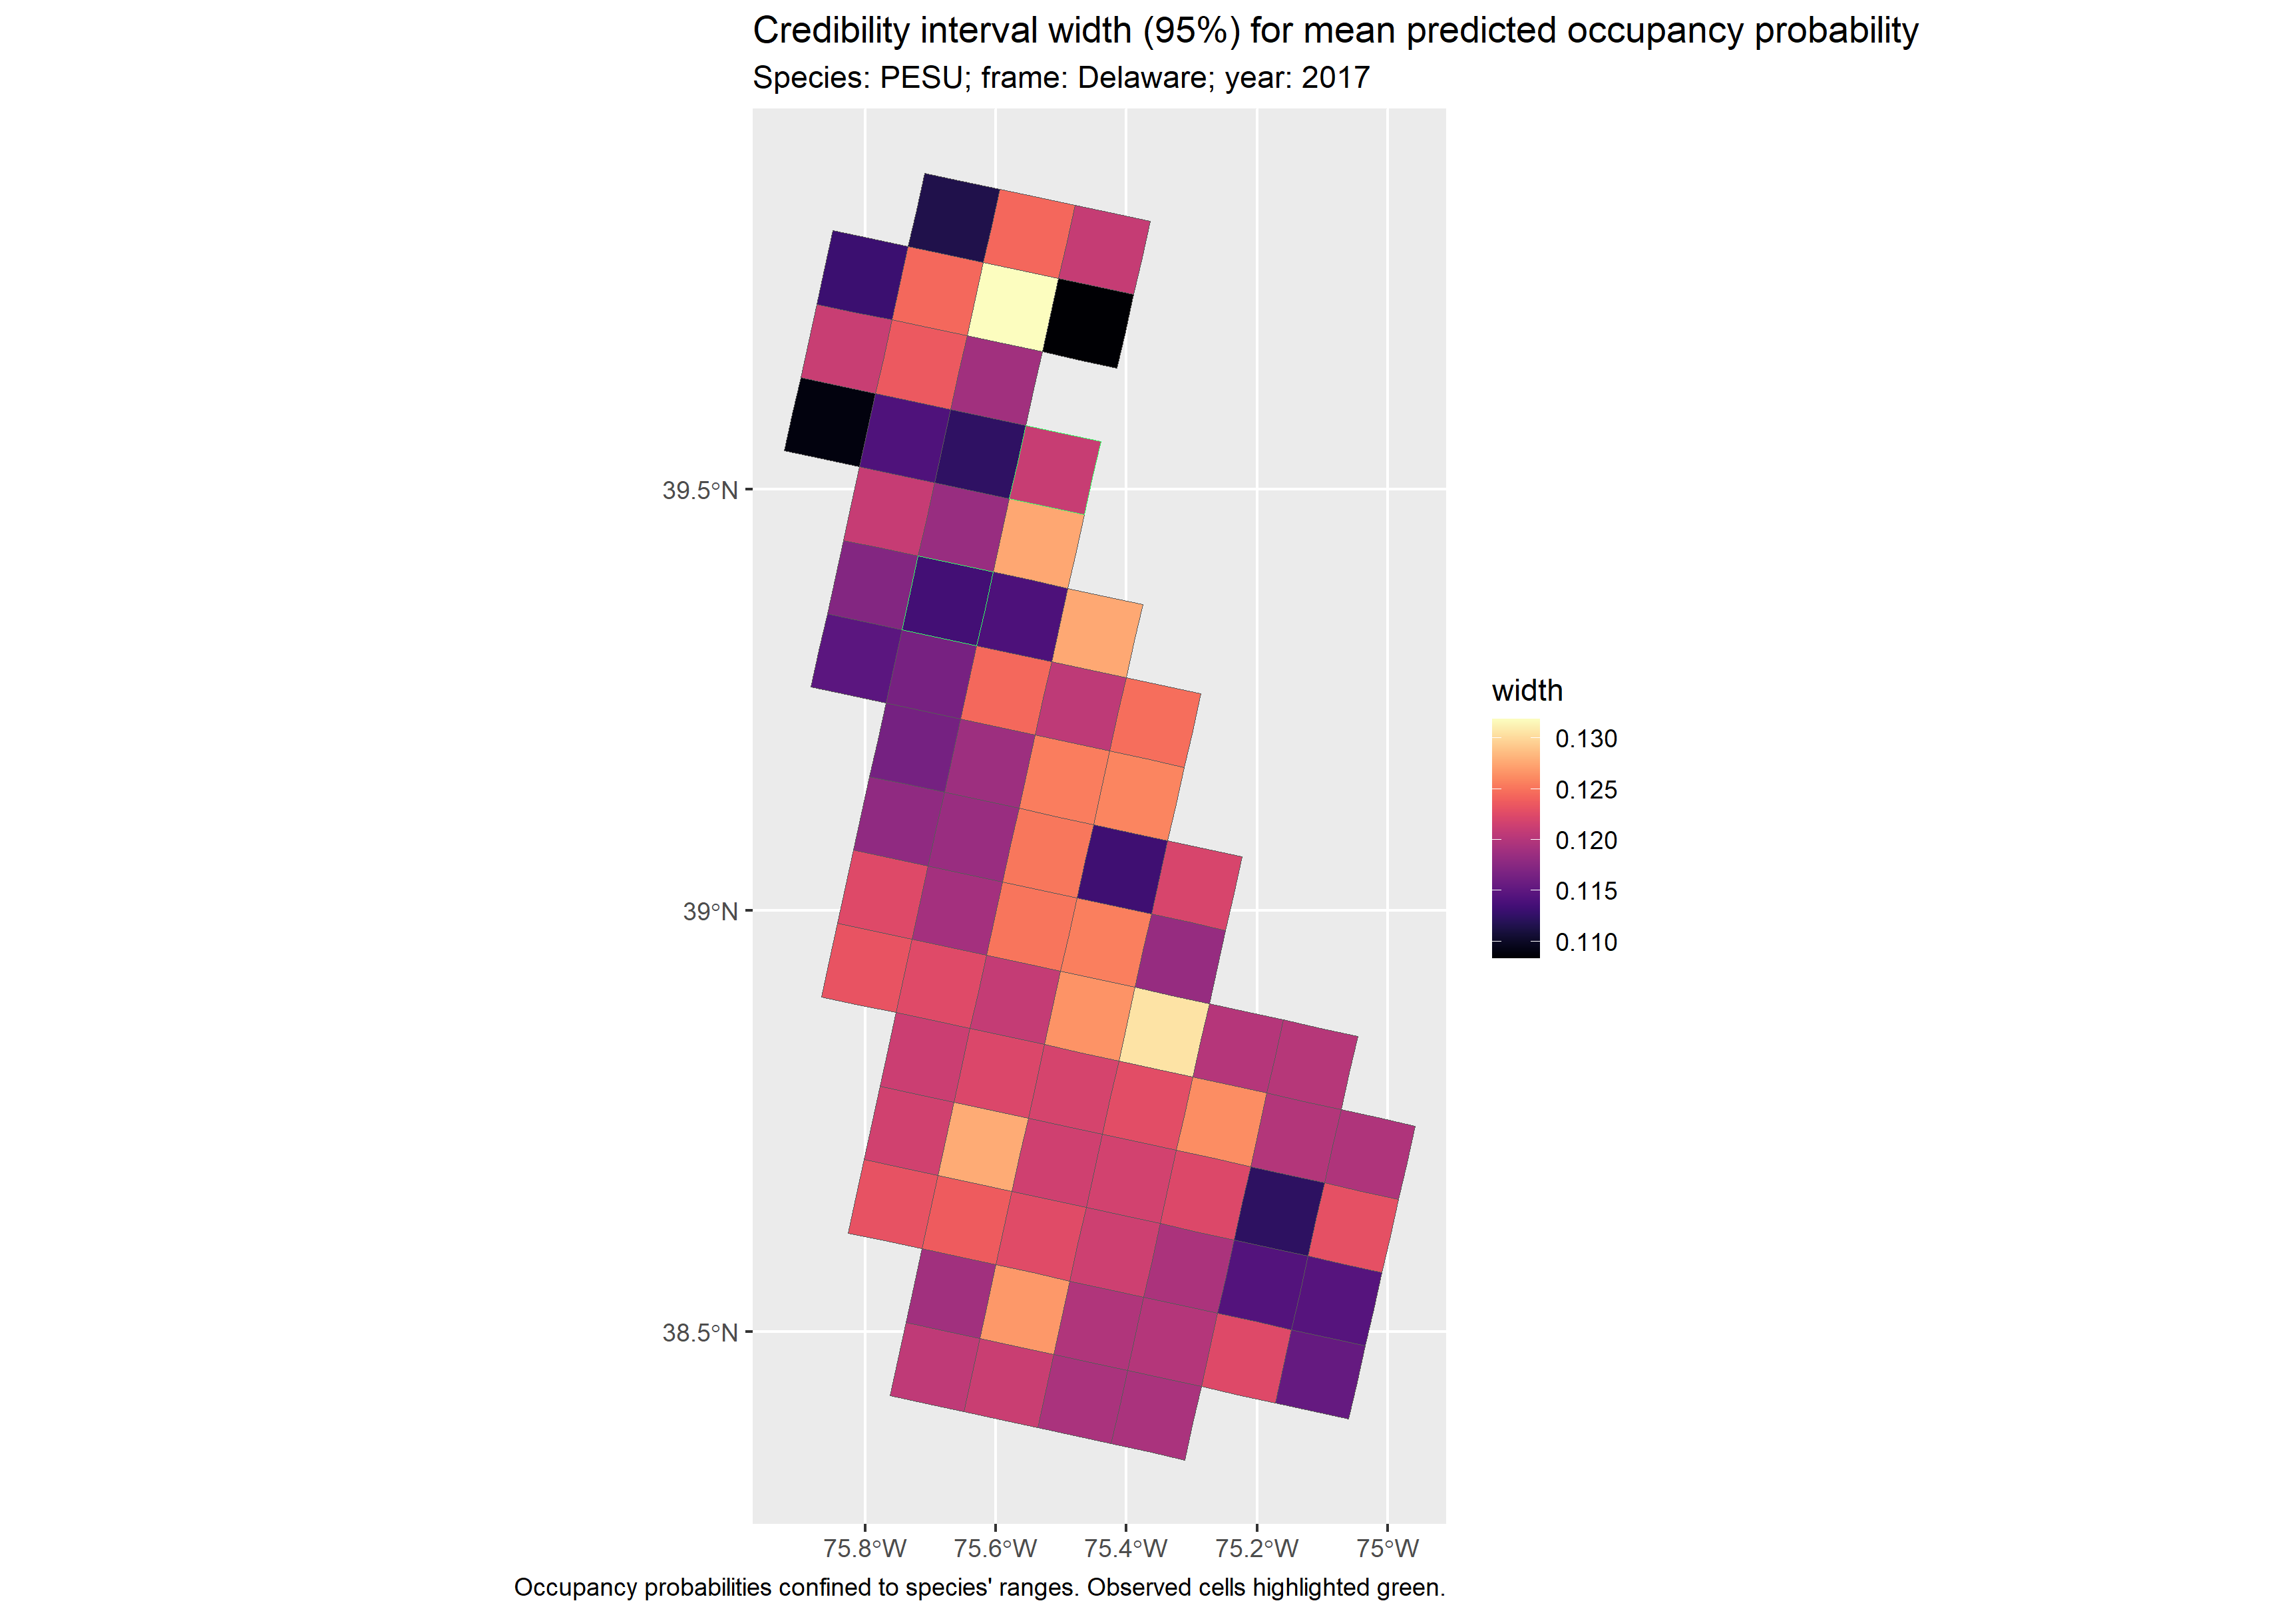 Credibility interval width (95%) for mean predicted occupancy probability
Species: PESU; frame: Delaware; year: 2017
39.5°N
39°N
38.5°N
75.8°W
75.6°W
75.4°W
75.2°W
75°W
width
0.130
0.125
0.120
0.115
0.110
Occupancy probabilities confined to species' ranges. Observed cells highlighted green.